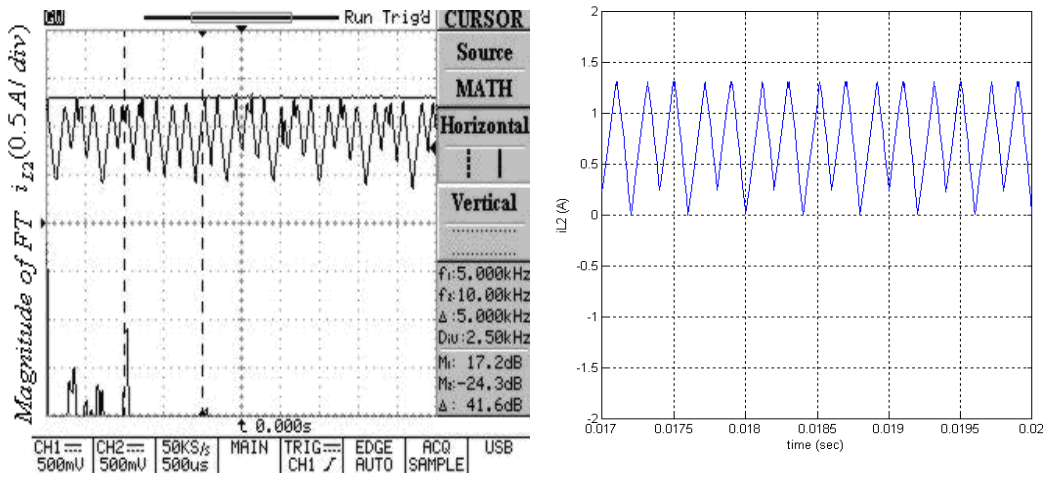 GW Run Trig'd CURSOR
Source
MATH
Horizontal
Vertical
f₁:5.000kHz
f₂:10.00kHz
Δ:5.000kHz
Div:2.50kHz
M₁: 17.2dB
M₂:-24.3dB
Δ: 41.6dB
t 0.000s
CH1 CH2 50KS/s MAIN TRIG EDGE ACQ USB
500mV 500mV 500us CH1 AUTO SAMPLE
Magnitude of FT i_{L2}(0.5A/ div)
2
1.5
1
0.5
0
-0.5
-1
-1.5
-2
0.017 0.0175 0.018 0.0185 0.019 0.0195 0.02
time (sec)
iL2 (A)